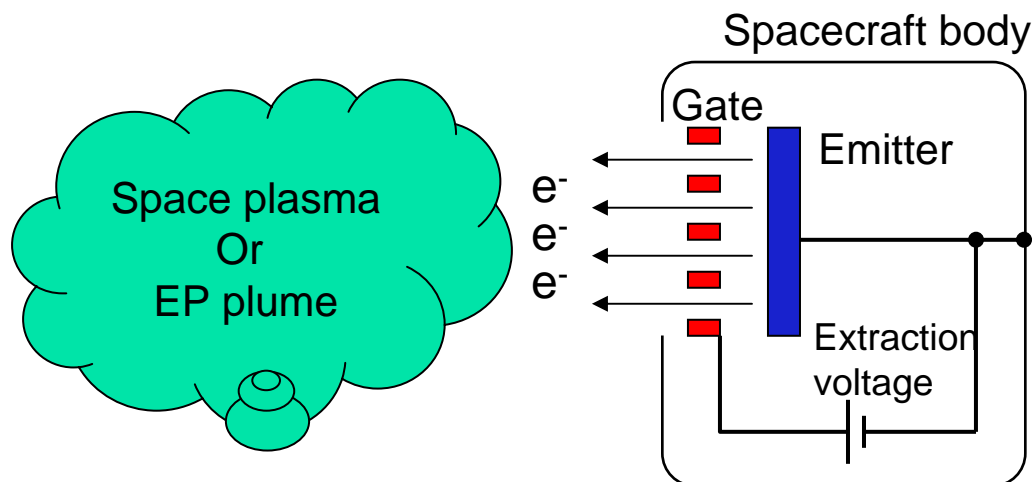 Spacecraft body
Gate
Emitter
e-
e-
e-
Space plasma
Or
EP plume
Extraction
voltage